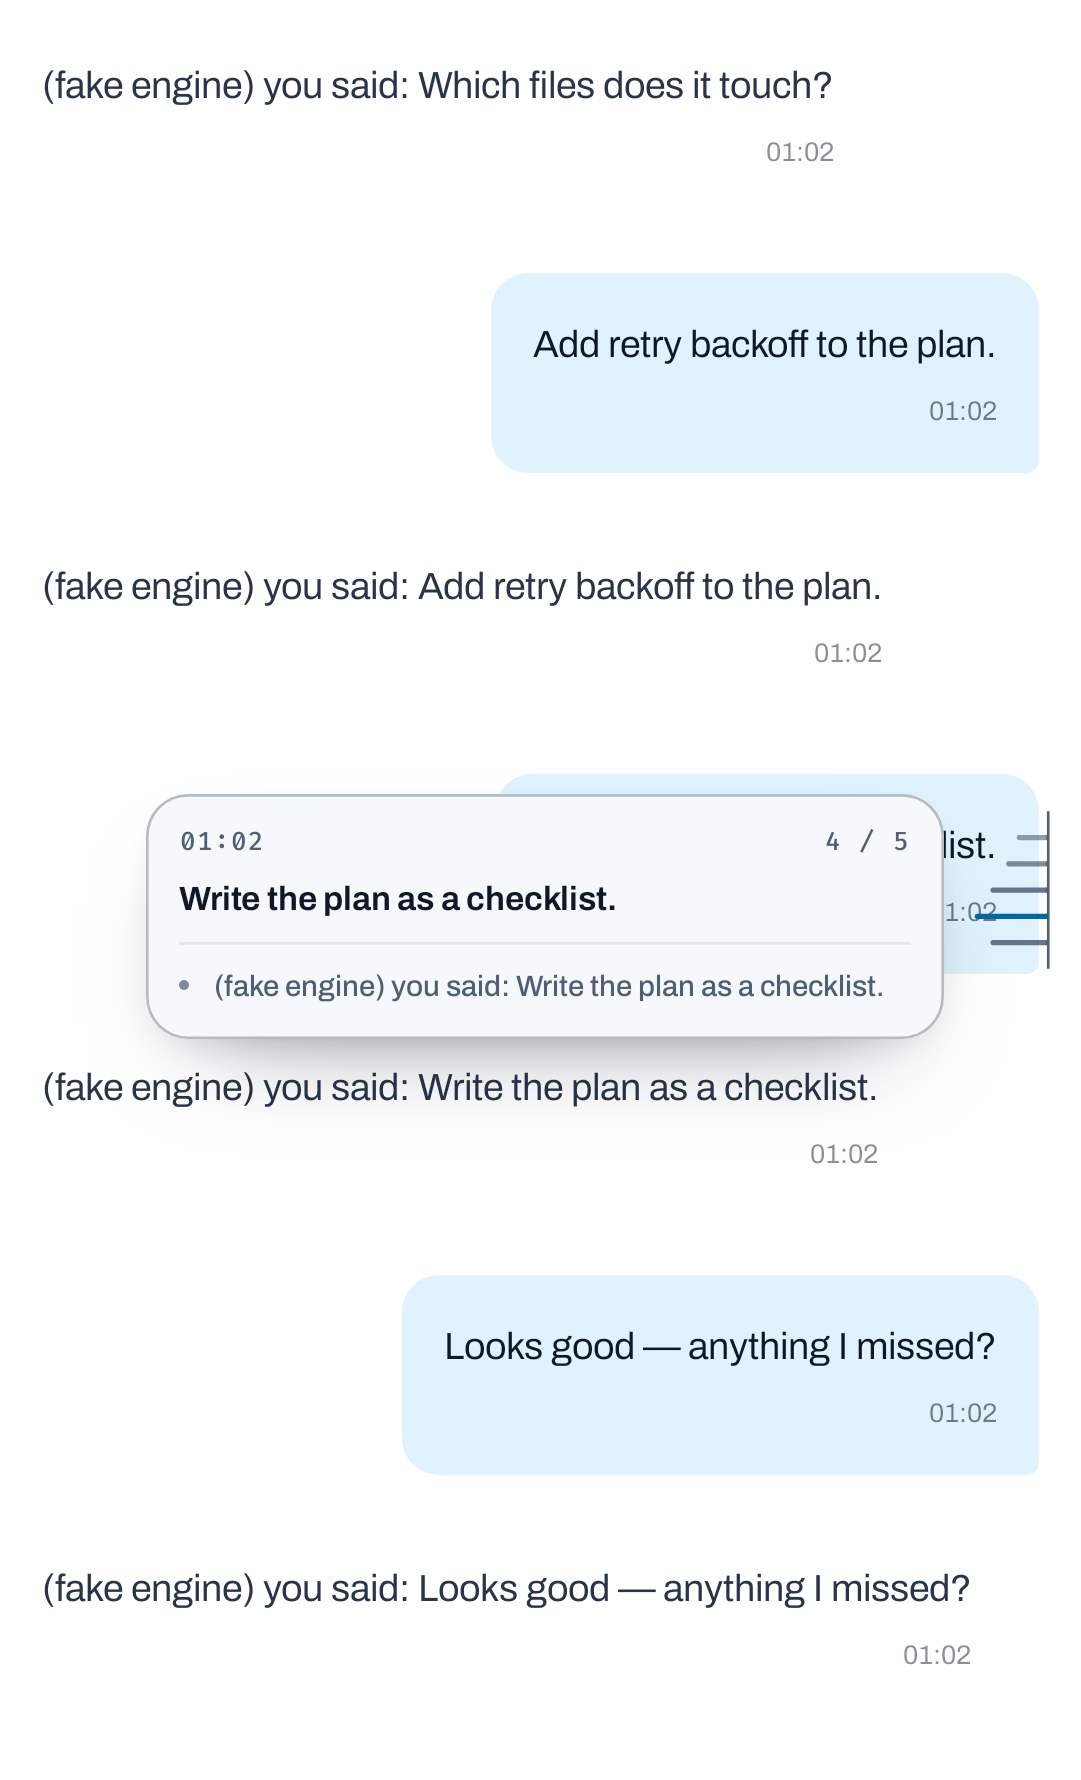 (fake engine) you said: Which files does it touch?
01:02
Add retry backoff to the plan.
01:02
(fake engine) you said: Add retry backoff to the plan.
01:02
list.
1:02
01:02
4 / 5
Write the plan as a checklist.
• (fake engine) you said: Write the plan as a checklist.
(fake engine) you said: Write the plan as a checklist.
01:02
Looks good — anything I missed?
01:02
(fake engine) you said: Looks good — anything I missed?
01:02